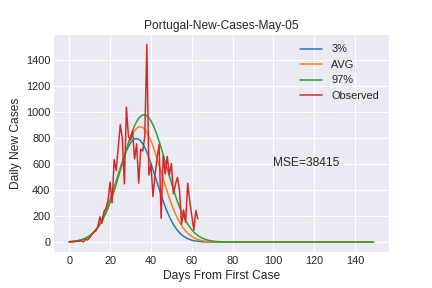 Portugal-New-Cases-May-05
Daily New Cases
1400
1200
1000
800
600
400
200
0
3%
AVG
97%
Observed
MSE=38415
0 20 40 60 80 100 120 140
Days From First Case